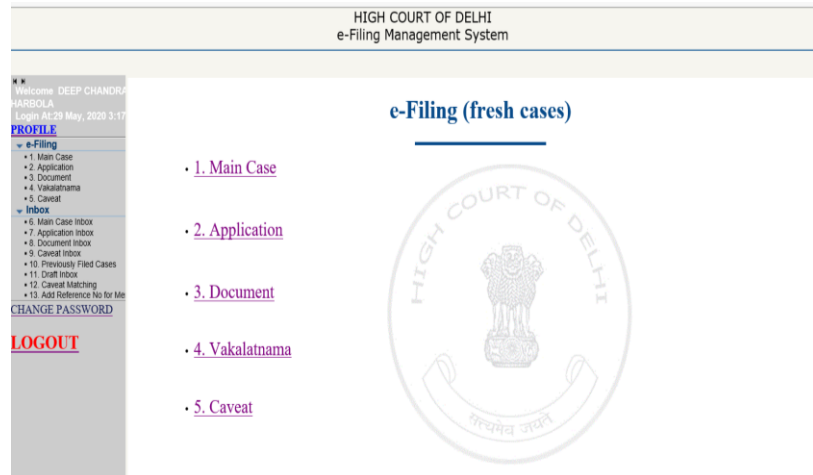 HIGH COURT OF DELHI
e-Filing Management System
Welcome DEEP CHANDRA
HARBOLA
Login At:29 May, 2020 3:17
PROFILE
e-Filing
1. Main Case
2. Application
3. Document
4. Vakalatnama
5. Caveat
Inbox
6. Main Case Inbox
7. Application Inbox
8. Document Inbox
9. Caveat Inbox
10. Previously Filed Cases
11. Draft Inbox
12. Caveat Matching
13. Add Reference No for Me
CHANGE PASSWORD
LOGOUT
e-Filing (fresh cases)
1. Main Case
2. Application
3. Document
4. Vakalatnama
5. Caveat
HIGH COURT OF DELHI
सत्यमेव जयते